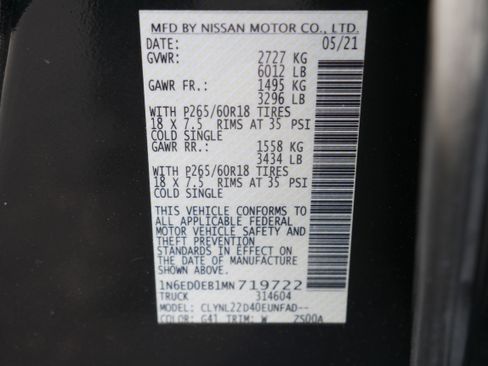 MFD BY NISSAN MOTOR CO., LTD.
DATE: 05/21
GVWR: 2727 KG
6012 LB
GAWR FR.: 1495 KG
3296 LB
WITH P265/60R18 TIRES
18 X 7.5 RIMS AT 35 PSI
COLD SINGLE
GAWR RR.: 1558 KG
3434 LB
WITH P265/60R18 TIRES
18 X 7.5 RIMS AT 35 PSI
COLD SINGLE
THIS VEHICLE CONFORMS TO
ALL APPLICABLE FEDERAL
MOTOR VEHICLE SAFETY AND
THEFT PREVENTION
STANDARDS IN EFFECT ON
THE DATE OF MANUFACTURE
SHOWN ABOVE.
1N6ED0EB1MN719722
TRUCK 314604
MODEL: CLYNL22D40EUNFAD--
COLOR: G41 TRIM: W 2S00A